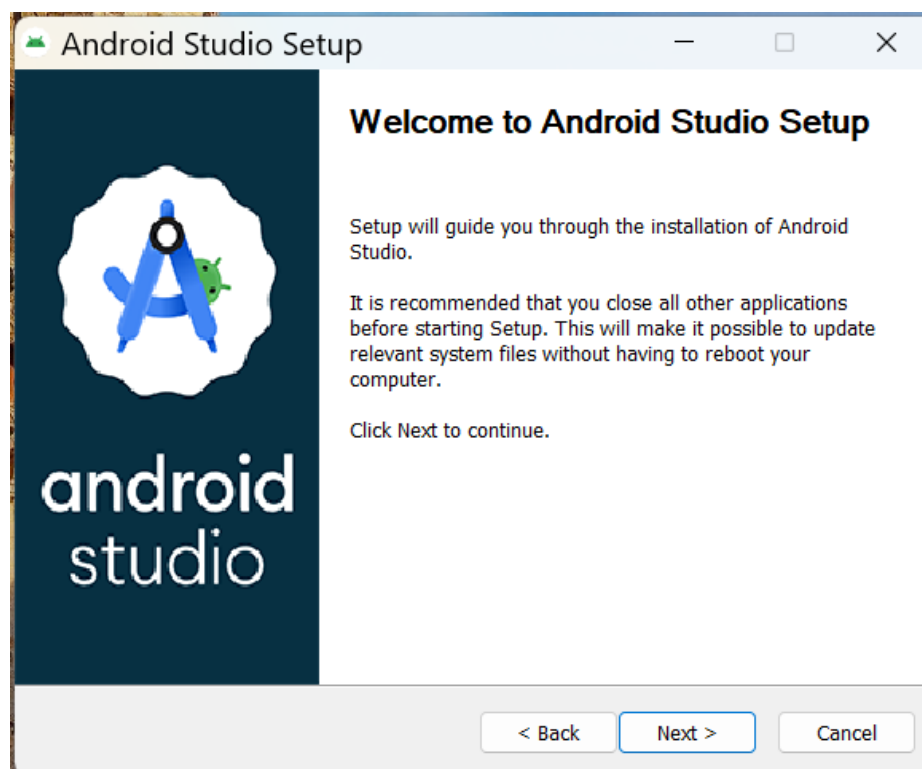 Android Studio Setup
Welcome to Android Studio Setup
Setup will guide you through the installation of Android
Studio.
It is recommended that you close all other applications
before starting Setup. This will make it possible to update
relevant system files without having to reboot your
computer.
Click Next to continue.
android
studio
< Back
Next >
Cancel